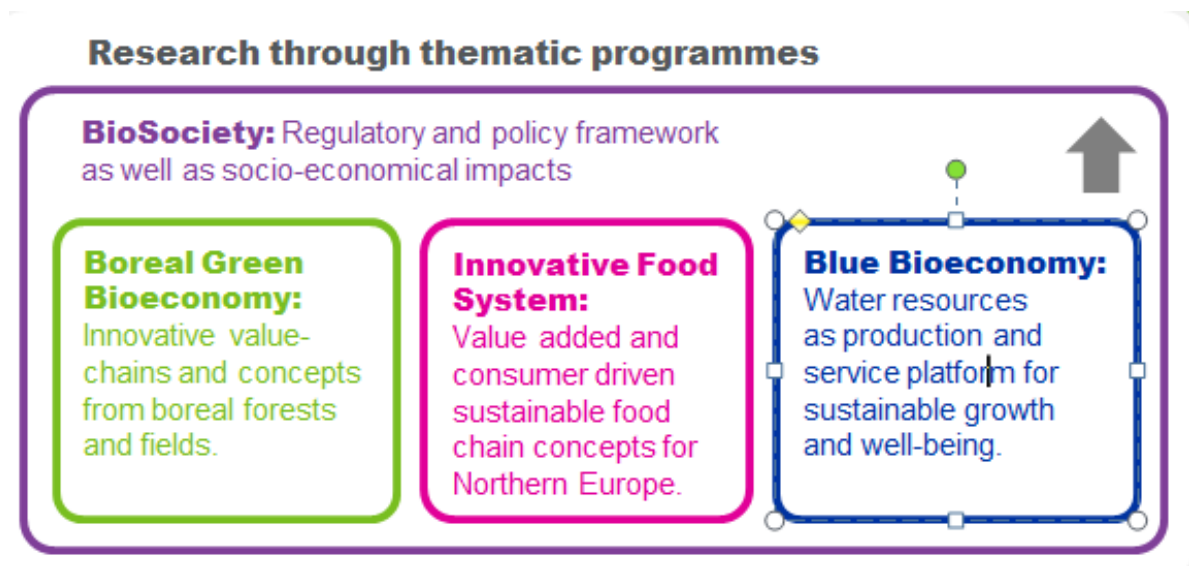 Research through thematic programmes
BioSociety: Regulatory and policy framework
as well as socio-economical impacts
Boreal Green
Bioeconomy:
Innovative value-
chains and concepts
from boreal forests
and fields.
Innovative Food
System:
Value added and
consumer driven
sustainable food
chain concepts for
Northern Europe.
Blue Bioeconomy:
Water resources
as production and
service platform for
sustainable growth
and well-being.